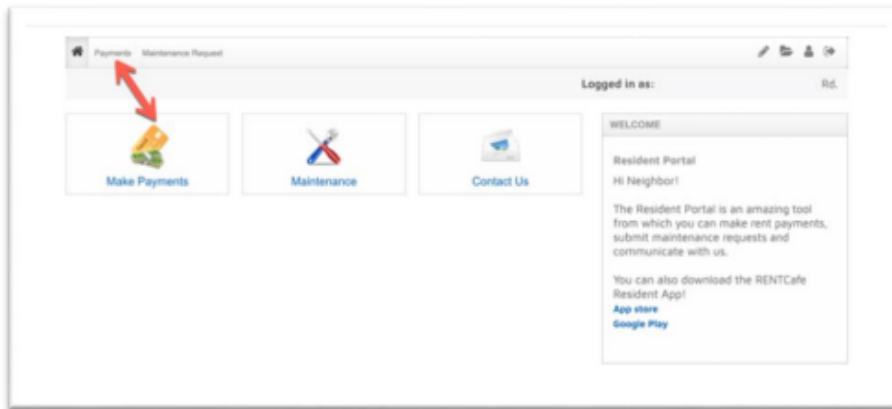 Payments Maintenance Request
Logged in as: Rd.
Make Payments
Maintenance
Contact Us
WELCOME
Resident Portal
Hi Neighbor!
The Resident Portal is an amazing tool
from which you can make rent payments,
submit maintenance requests and
communicate with us.
You can also download the RENTCafe
Resident App!
App store
Google Play